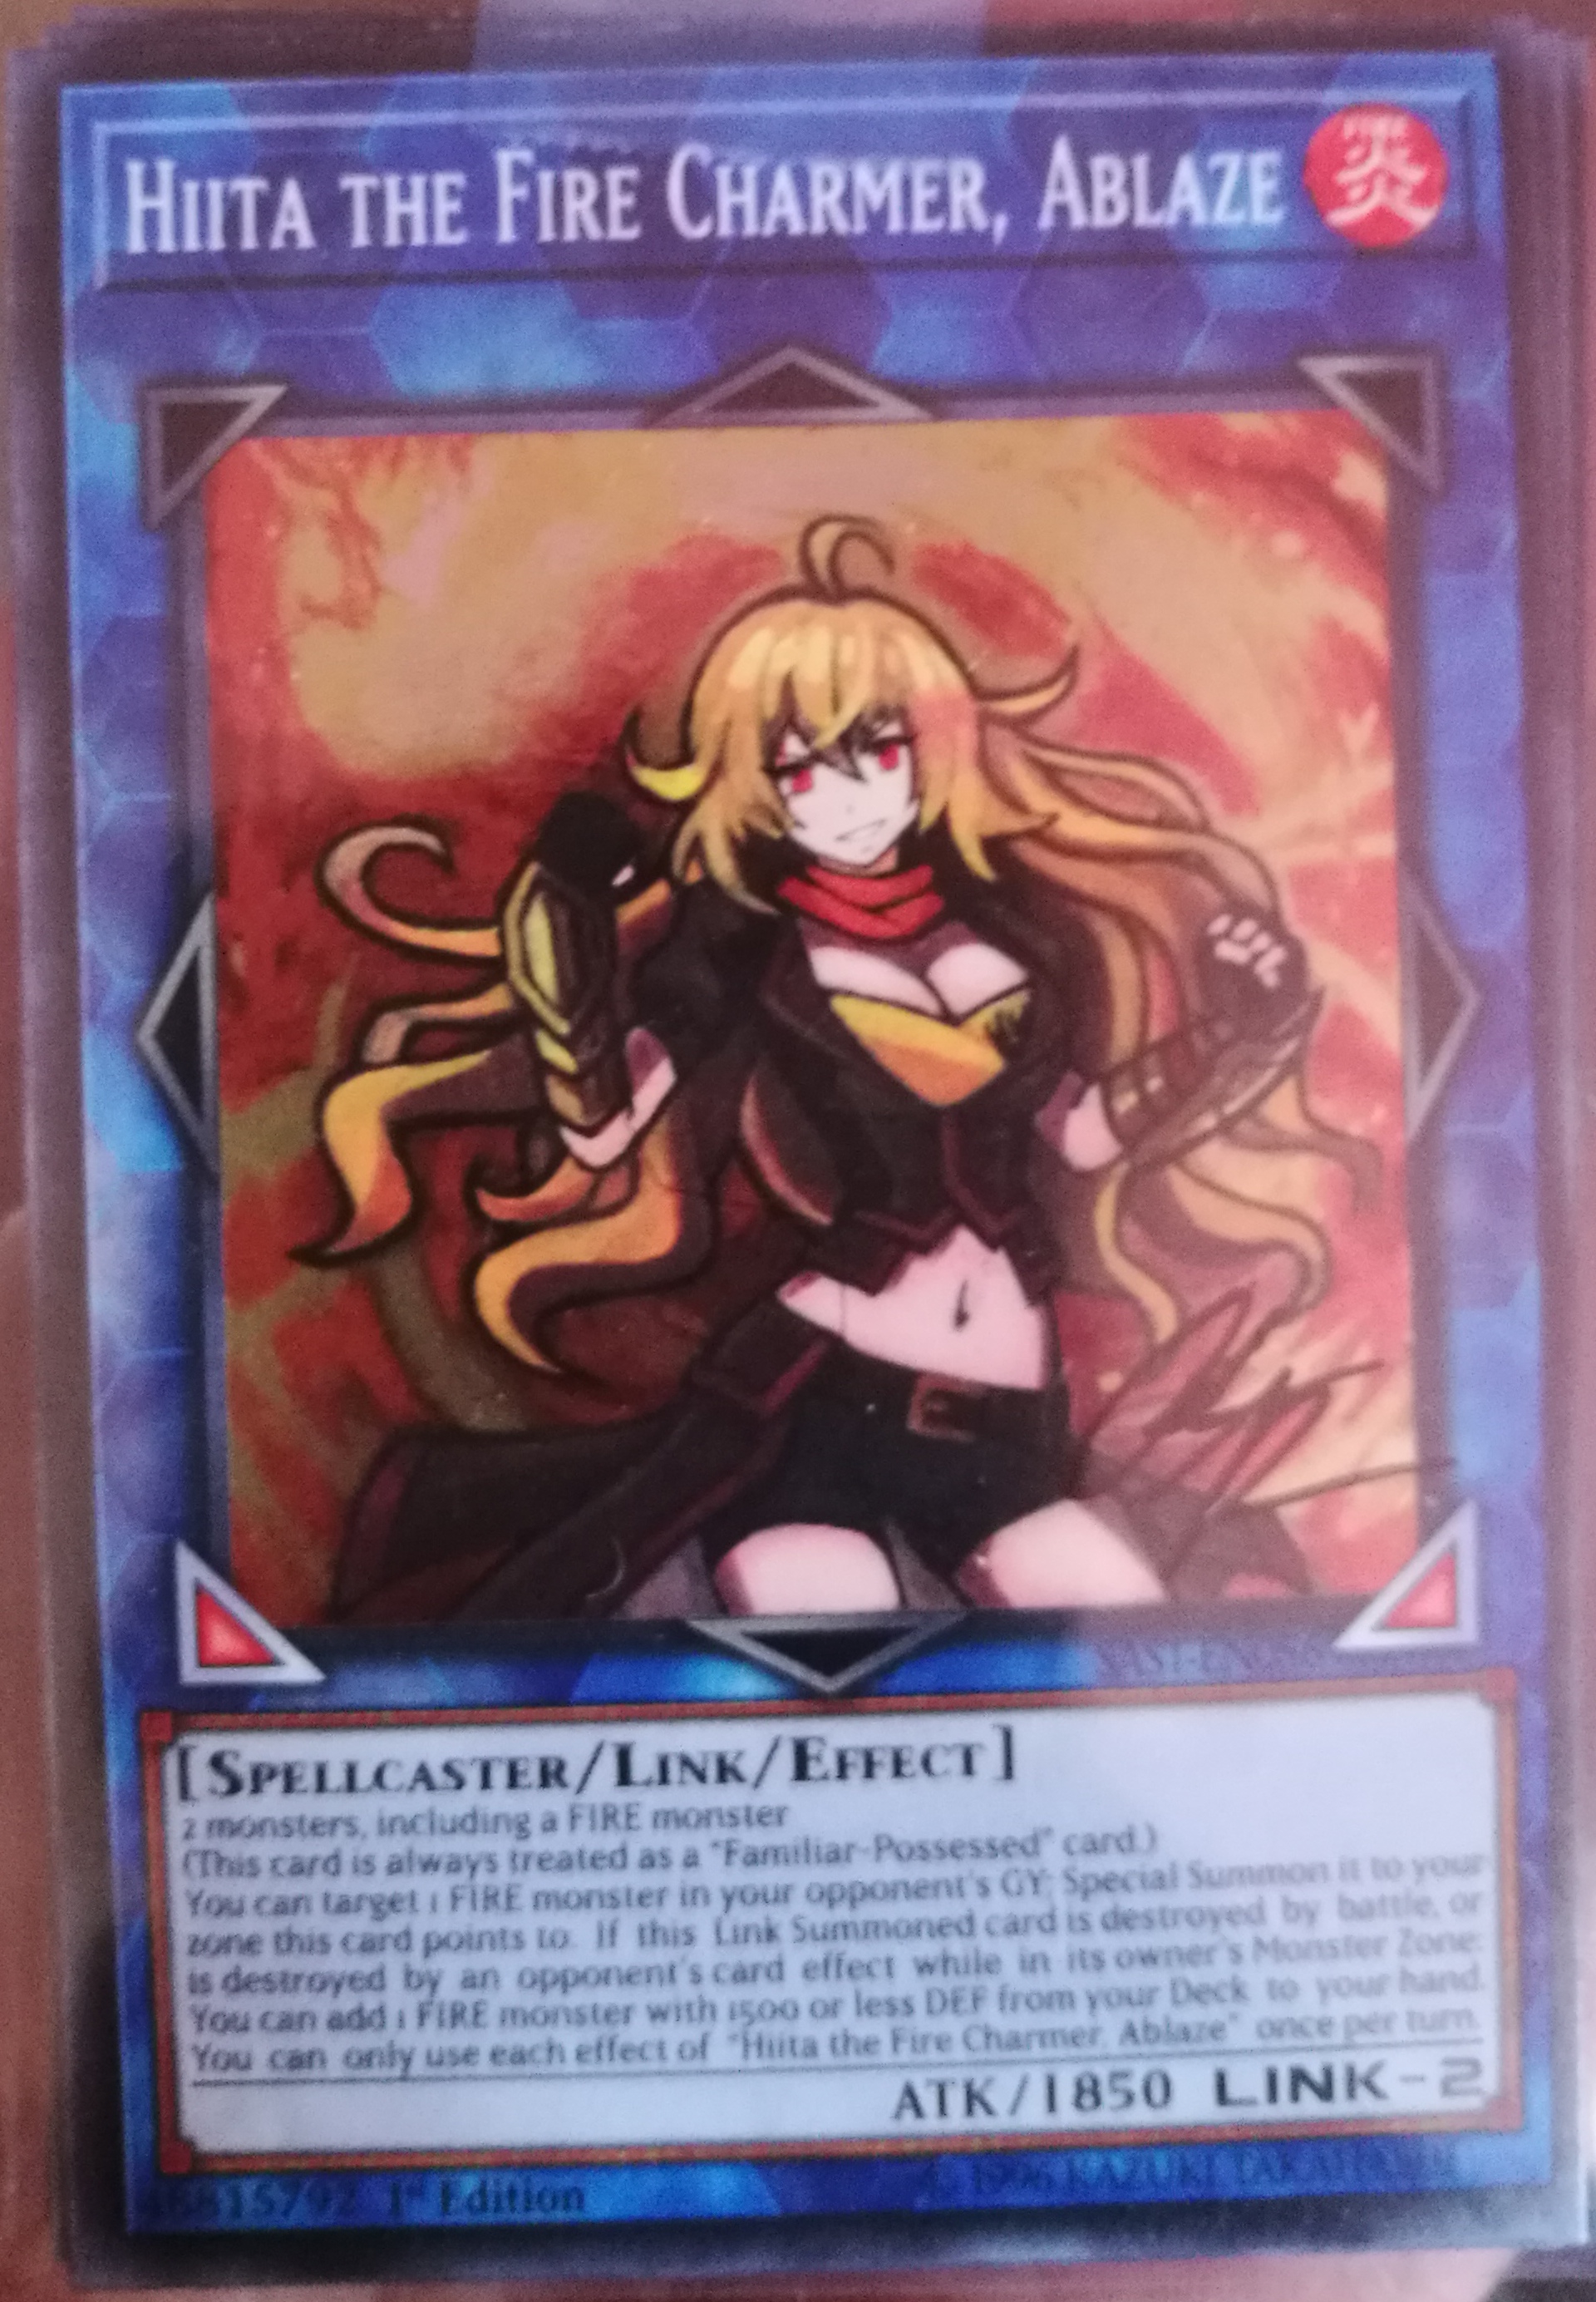 HIITA THE FIRE CHARMER, ABLAZE
FIRE
炎
[SPELLCASTER/LINK/EFFECT]
2 monsters, including a FIRE monster
(This card is always treated as a "Familiar-Possessed" card.)
You can target 1 FIRE monster in your opponent's GY; Special Summon it to your
zone this card points to. If this Link Summoned card is destroyed by battle, or
is destroyed by an opponent's card effect while in its owner's Monster Zone:
You can add 1 FIRE monster with 1500 or less DEF from your Deck to your hand.
You can only use each effect of "Hiita the Fire Charmer, Ablaze" once per turn.
ATK/1850 LINK-2
1st Edition
1996 KAZUKI TAKAHASHI